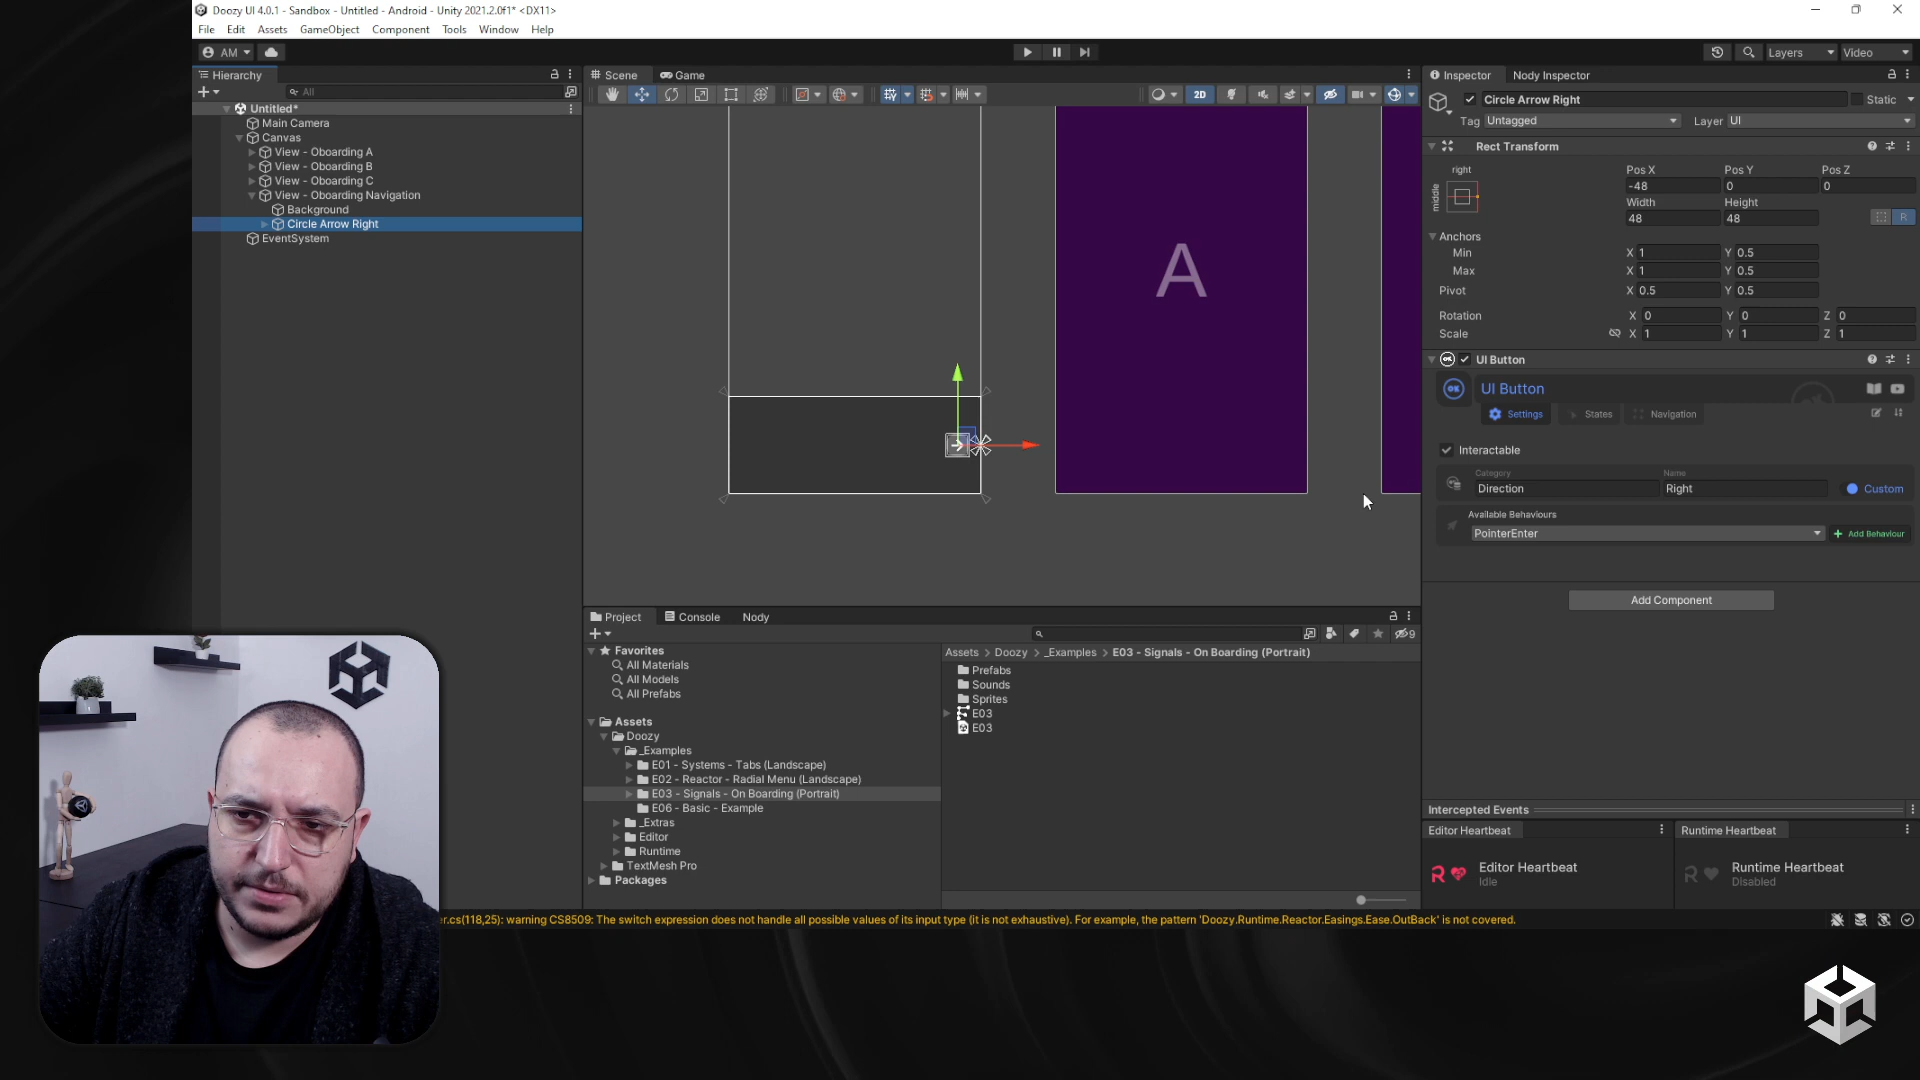 Doozy UI 4.0.1 - Sandbox - Untitled - Android - Unity 2021.2.0f1* <DX11>
File Edit Assets GameObject Component Tools Window Help
AM
Layers Video
Hierarchy
All
Untitled*
Main Camera
Canvas
View - Oboarding A
View - Oboarding B
View - Oboarding C
View - Oboarding Navigation
Background
Circle Arrow Right
EventSystem
Scene Game
2D
A
Project Console Nody
9
Favorites
All Materials
All Models
All Prefabs
Assets
Doozy
_Examples
E01 - Systems - Tabs (Landscape)
E02 - Reactor - Radial Menu (Landscape)
E03 - Signals - On Boarding (Portrait)
E06 - Basic - Example
_Extras
Editor
Runtime
TextMesh Pro
Packages
Assets > Doozy > _Examples > E03 - Signals - On Boarding (Portrait)
Prefabs
Sounds
Sprites
E03
E03
Inspector Node Inspector
Circle Arrow Right Static
Tag Untagged Layer UI
Rect Transform
right
middle
Pos X Pos Y Pos Z
-48 0 0
Width Height
48 48
R
Anchors
Min X 1 Y 0.5
Max X 1 Y 0.5
Pivot X 0.5 Y 0.5
Rotation X 0 Y 0 Z 0
Scale X 1 Y 1 Z 1
UI Button
UI Button
Settings States Navigation
Interactable
Category Name
Direction Right Custom
Available Behaviours
PointerEnter Add Behaviour
Add Component
Intercepted Events
Editor Heartbeat Runtime Heartbeat
Editor Heartbeat
Idle
Runtime Heartbeat
Disabled
er.cs(118,25): warning CS8509: The switch expression does not handle all possible values of its input type (it is not exhaustive). For example, the pattern 'Doozy.Runtime.Reactor.Easings.Ease.OutBack' is not covered.